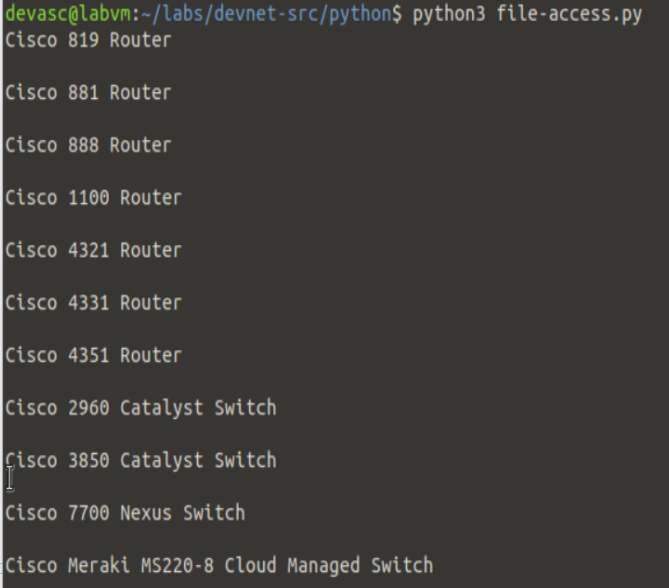 devasc@labvm:~/labs/devnet-src/python$ python3 file-access.py
Cisco 819 Router
Cisco 881 Router
Cisco 888 Router
Cisco 1100 Router
Cisco 4321 Router
Cisco 4331 Router
Cisco 4351 Router
Cisco 2960 Catalyst Switch
Cisco 3850 Catalyst Switch
Cisco 7700 Nexus Switch
Cisco Meraki MS220-8 Cloud Managed Switch